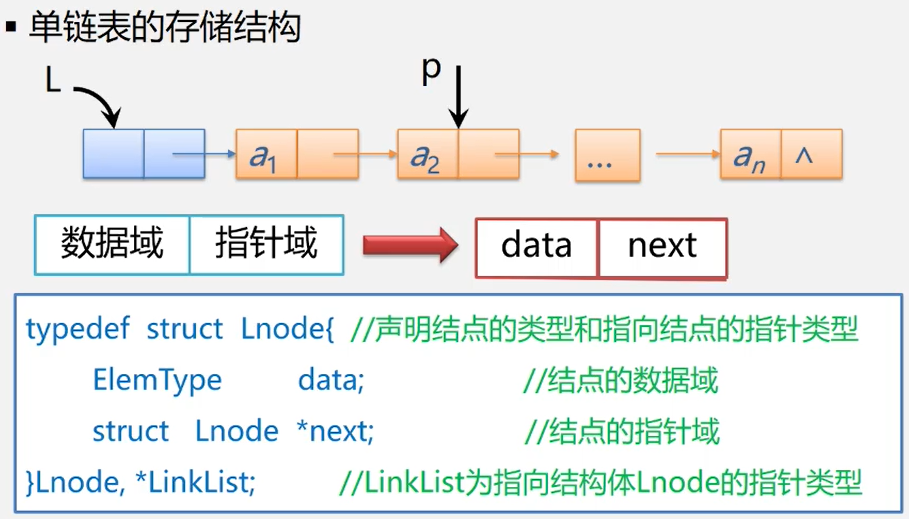 ▪ 单链表的存储结构
L p
a1 a2 ... an ∧
数据域 指针域 data next
typedef struct Lnode{ //声明结点的类型和指向结点的指针类型
ElemType data; //结点的数据域
struct Lnode *next; //结点的指针域
}Lnode, *LinkList; //LinkList为指向结构体Lnode的指针类型